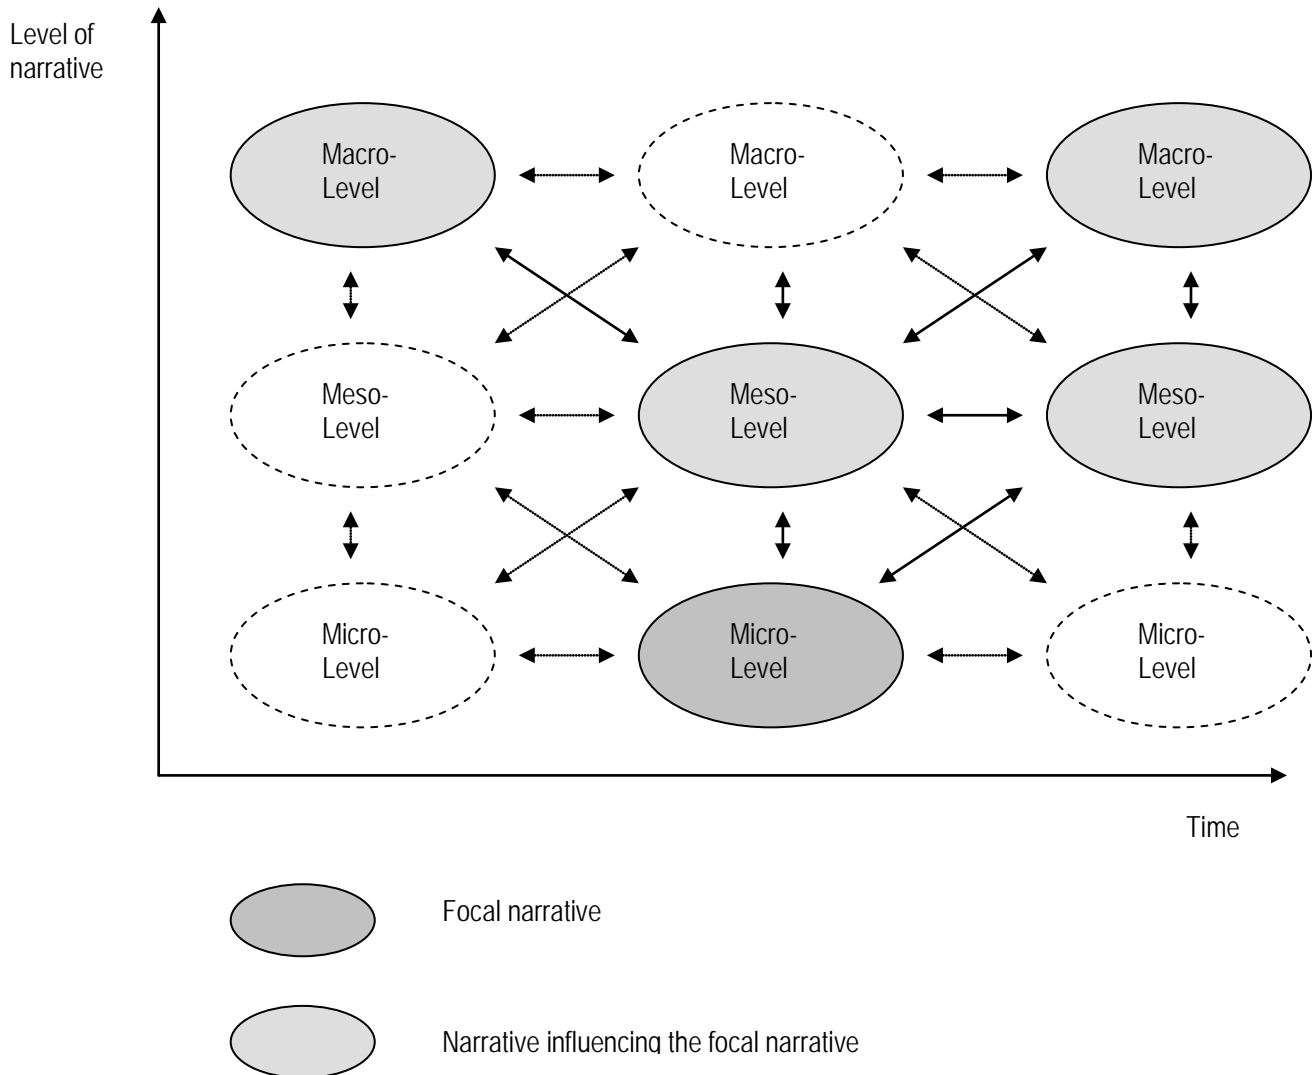 Level of
narrative
Macro-
Level
Macro-
Level
Macro-
Level
Meso-
Level
Meso-
Level
Meso-
Level
Micro-
Level
Micro-
Level
Micro-
Level
Time
Focal narrative
Narrative influencing the focal narrative